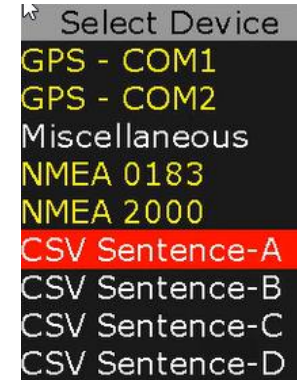 Select Device
GPS - COM1
GPS - COM2
Miscellaneous
NMEA 0183
NMEA 2000
CSV Sentence-A
CSV Sentence-B
CSV Sentence-C
CSV Sentence-D